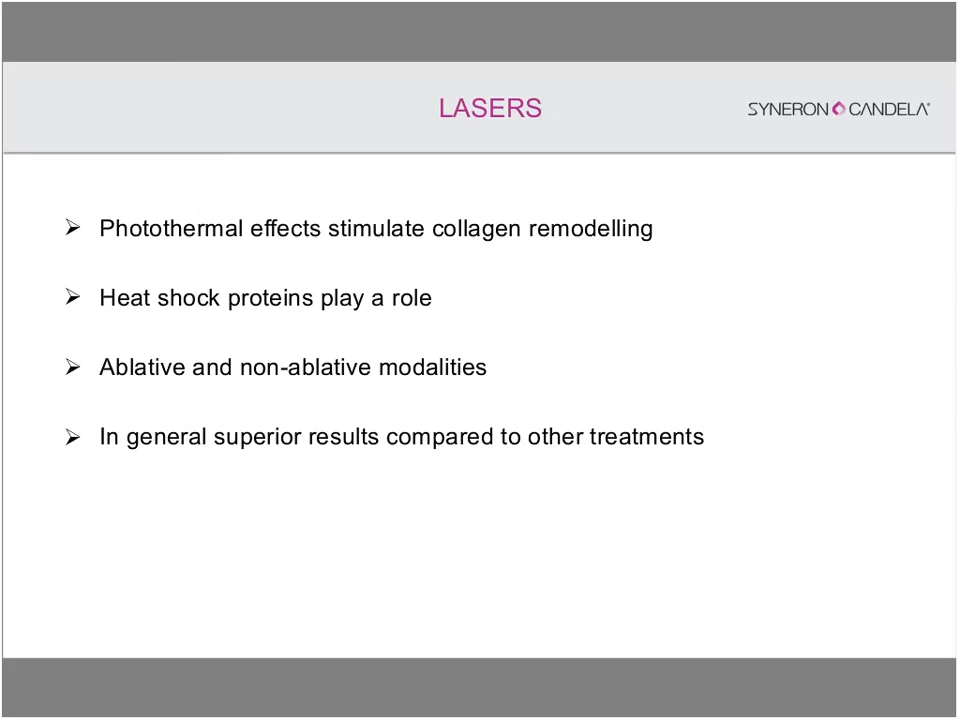 LASERS
SYNERON CANDELA®
Photothermal effects stimulate collagen remodelling
Heat shock proteins play a role
Ablative and non-ablative modalities
In general superior results compared to other treatments